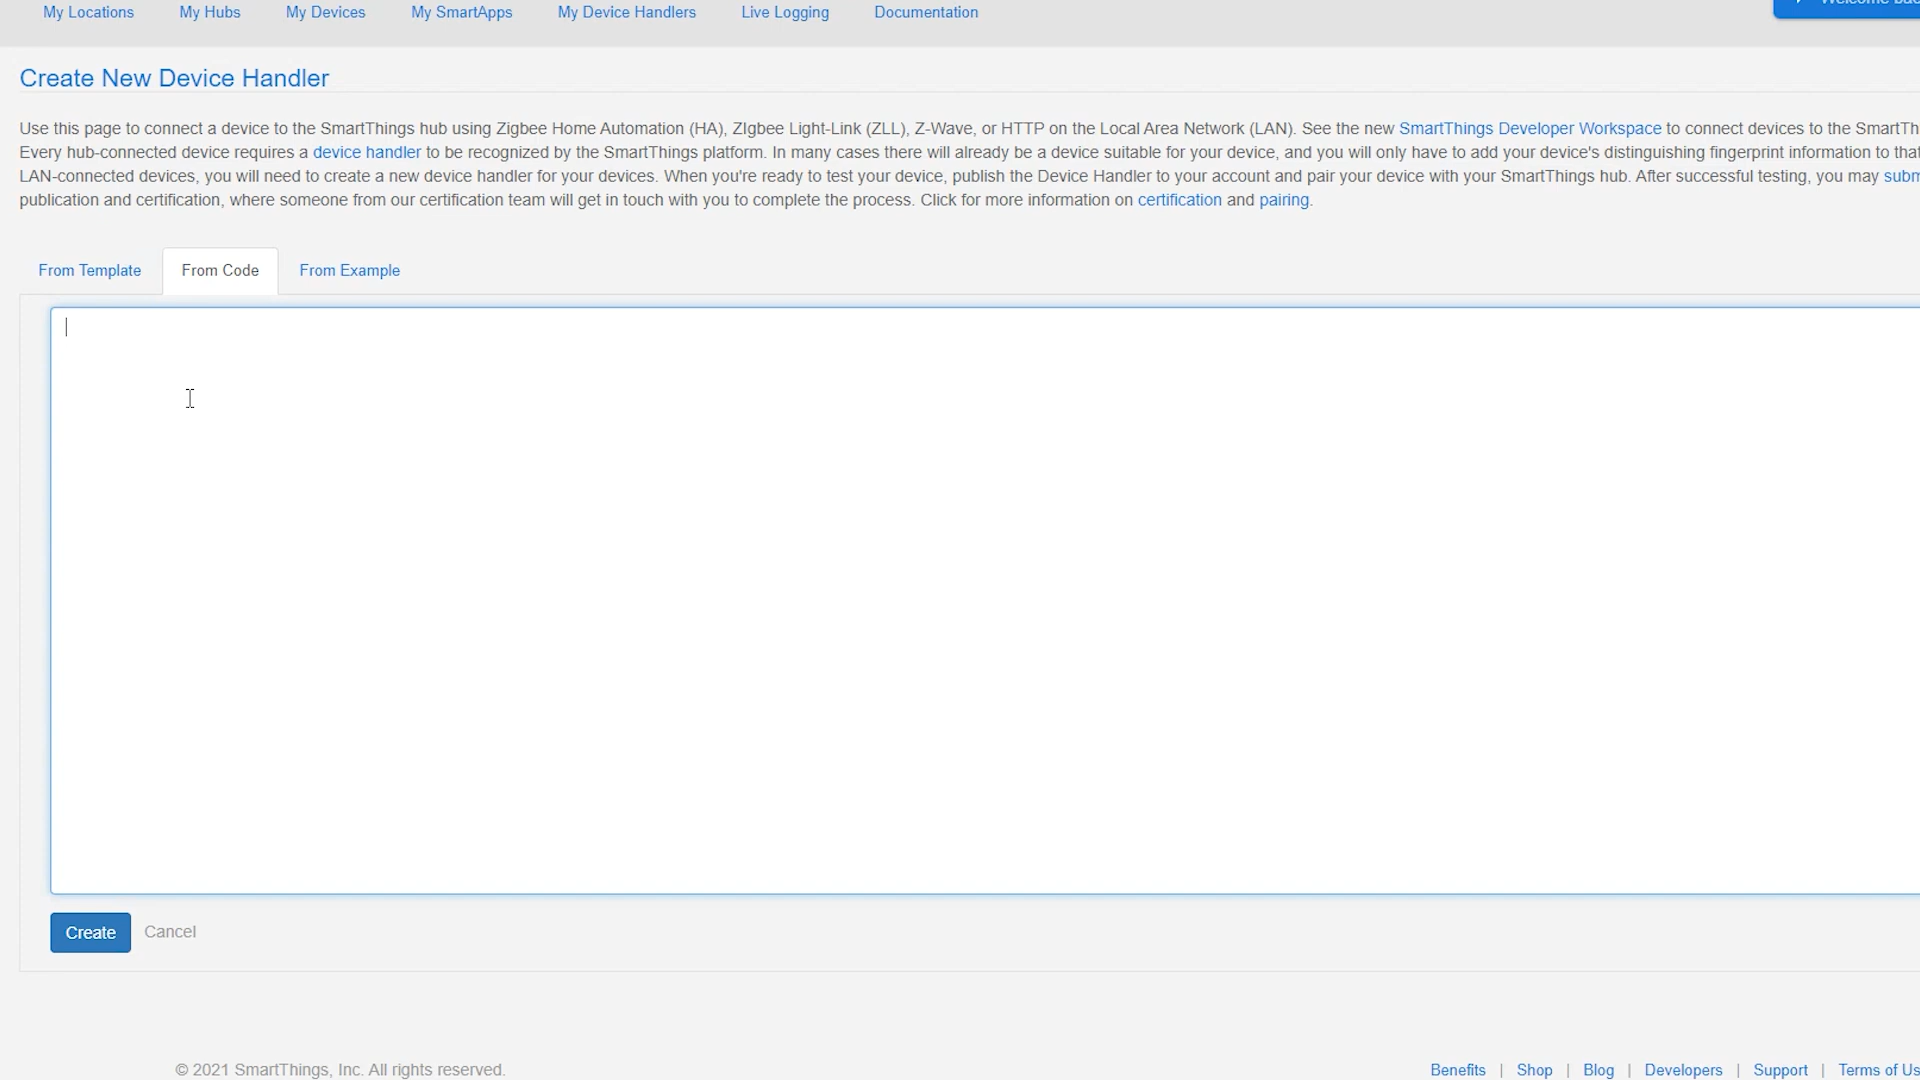 My Locations My Hubs My Devices My SmartApps My Device Handlers Live Logging Documentation
Create New Device Handler
Use this page to connect a device to the SmartThings hub using Zigbee Home Automation (HA), ZIgbee Light-Link (ZLL), Z-Wave, or HTTP on the Local Area Network (LAN). See the new SmartThings Developer Workspace to connect devices to the SmartTh
Every hub-connected device requires a device handler to be recognized by the SmartThings platform. In many cases there will already be a device suitable for your device, and you will only have to add your device's distinguishing fingerprint information to that
LAN-connected devices, you will need to create a new device handler for your devices. When you're ready to test your device, publish the Device Handler to your account and pair your device with your SmartThings hub. After successful testing, you may subm
publication and certification, where someone from our certification team will get in touch with you to complete the process. Click for more information on certification and pairing.
From Template From Code From Example
Create Cancel
© 2021 SmartThings, Inc. All rights reserved. Benefits | Shop | Blog | Developers | Support | Terms of Us